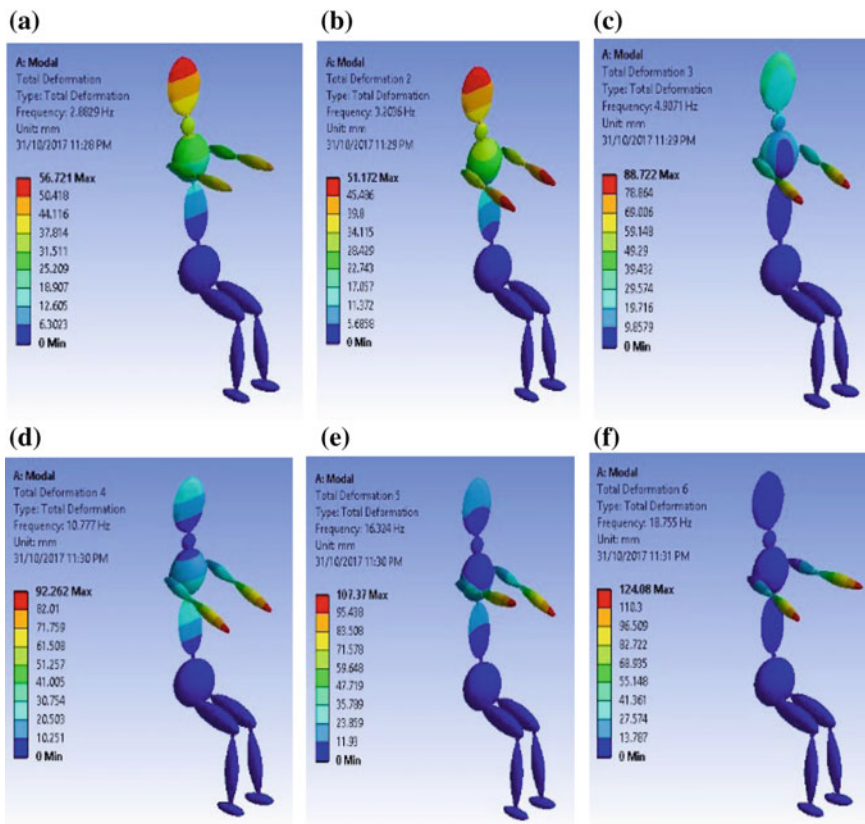 (a)
A: Modal
Total Deformation
Type: Total Deformation
Frequency: 2.8829 Hz
Unit: mm
31/10/2017 11:28 PM
56.721 Max
50.418
44.116
37.814
31.511
25.209
18.907
12.605
6.3023
0 Min
(b)
A: Modal
Total Deformation 2
Type: Total Deformation
Frequency: 3.2036 Hz
Unit: mm
31/10/2017 11:29 PM
51.172 Max
45.486
39.8
34.115
28.429
22.743
17.057
11.372
5.6858
0 Min
(c)
A: Modal
Total Deformation 3
Type: Total Deformation
Frequency: 4.9071 Hz
Unit: mm
31/10/2017 11:29 PM
88.722 Max
78.864
69.006
59.148
49.29
39.432
29.574
19.716
9.8579
0 Min
(d)
A: Modal
Total Deformation 4
Type: Total Deformation
Frequency: 10.777 Hz
Unit: mm
31/10/2017 11:30 PM
92.262 Max
82.01
71.759
61.508
51.257
41.005
30.754
20.503
10.251
0 Min
(e)
A: Modal
Total Deformation 5
Type: Total Deformation
Frequency: 16.324 Hz
Unit: mm
31/10/2017 11:30 PM
107.37 Max
95.438
83.508
71.578
59.648
47.719
35.789
23.859
11.93
0 Min
(f)
A: Modal
Total Deformation 6
Type: Total Deformation
Frequency: 18.755 Hz
Unit: mm
31/10/2017 11:31 PM
124.08 Max
110.3
96.509
82.722
68.935
55.148
41.361
27.574
13.787
0 Min